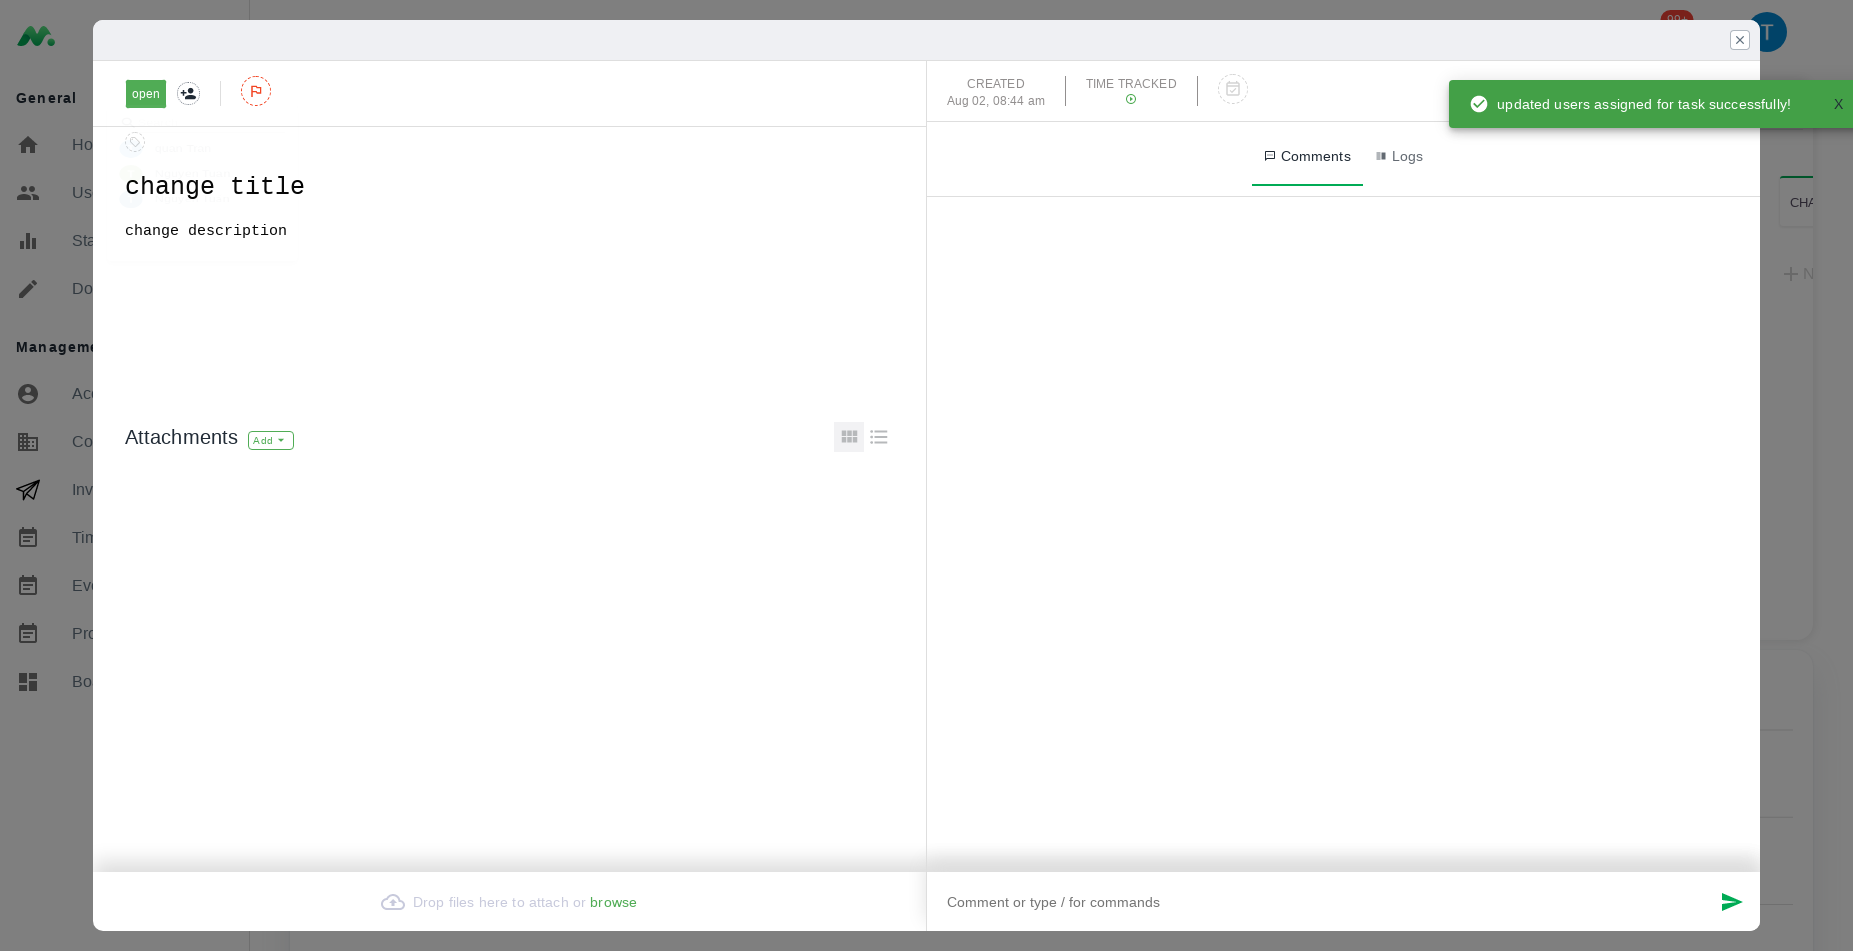 99+
T
General
Ho
Us
Sta
Do
Manageme
Acc
Co
Inv
Tim
Eve
Pro
Bo
open
change title
change description
Attachments
Add
Drop files here to attach or browse
CREATED
Aug 02, 08:44 am
TIME TRACKED
updated users assigned for task successfully!
X
Comments
Logs
CHA
N
Comment or type / for commands